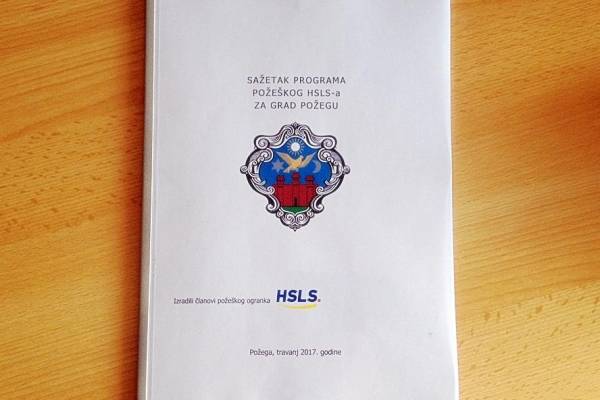 SAŽETAK PROGRAMA
POŽEŠKOG HSLS-a
ZA GRAD POŽEGU
Izradili članovi požeškog ogranka HSLS
Požega, travanj 2017. godine